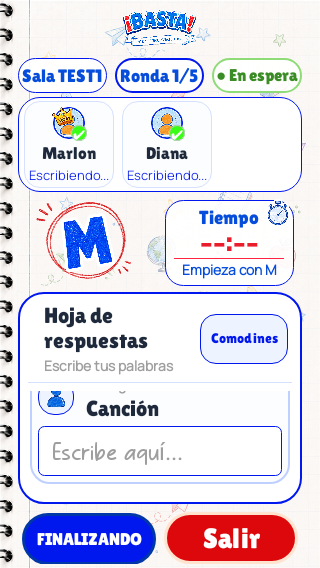 ¡BASTA!
Sala TEST1
Ronda 1/5
● En espera
Marlon
Diana
Escribiendo...
Escribiendo...
M
Tiempo
--:--
Empieza con M
Hoja de
respuestas
Comodines
Escribe tus palabras
Canción
Escribe aquí...
FINALIZANDO
Salir